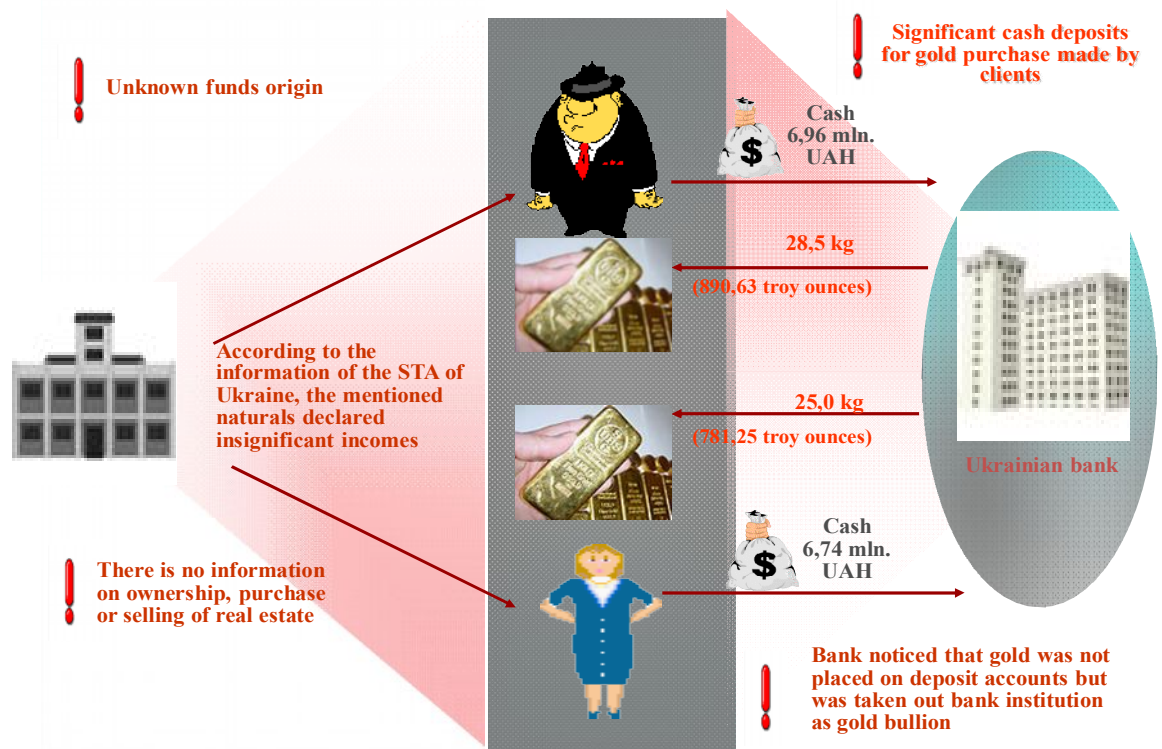 Unknown funds origin
Significant cash deposits
for gold purchase made by
clients
Cash
6,96 mln.
UAH
28,5 kg
(890,63 troy ounces)
According to the
information of the STA of
Ukraine, the mentioned
naturals declared
insignificant incomes
25,0 kg
(781,25 troy ounces)
Ukrainian bank
Cash
6,74 mln.
UAH
There is no information
on ownership, purchase
or selling of real estate
Bank noticed that gold was not
placed on deposit accounts but
was taken out bank institution
as gold bullion